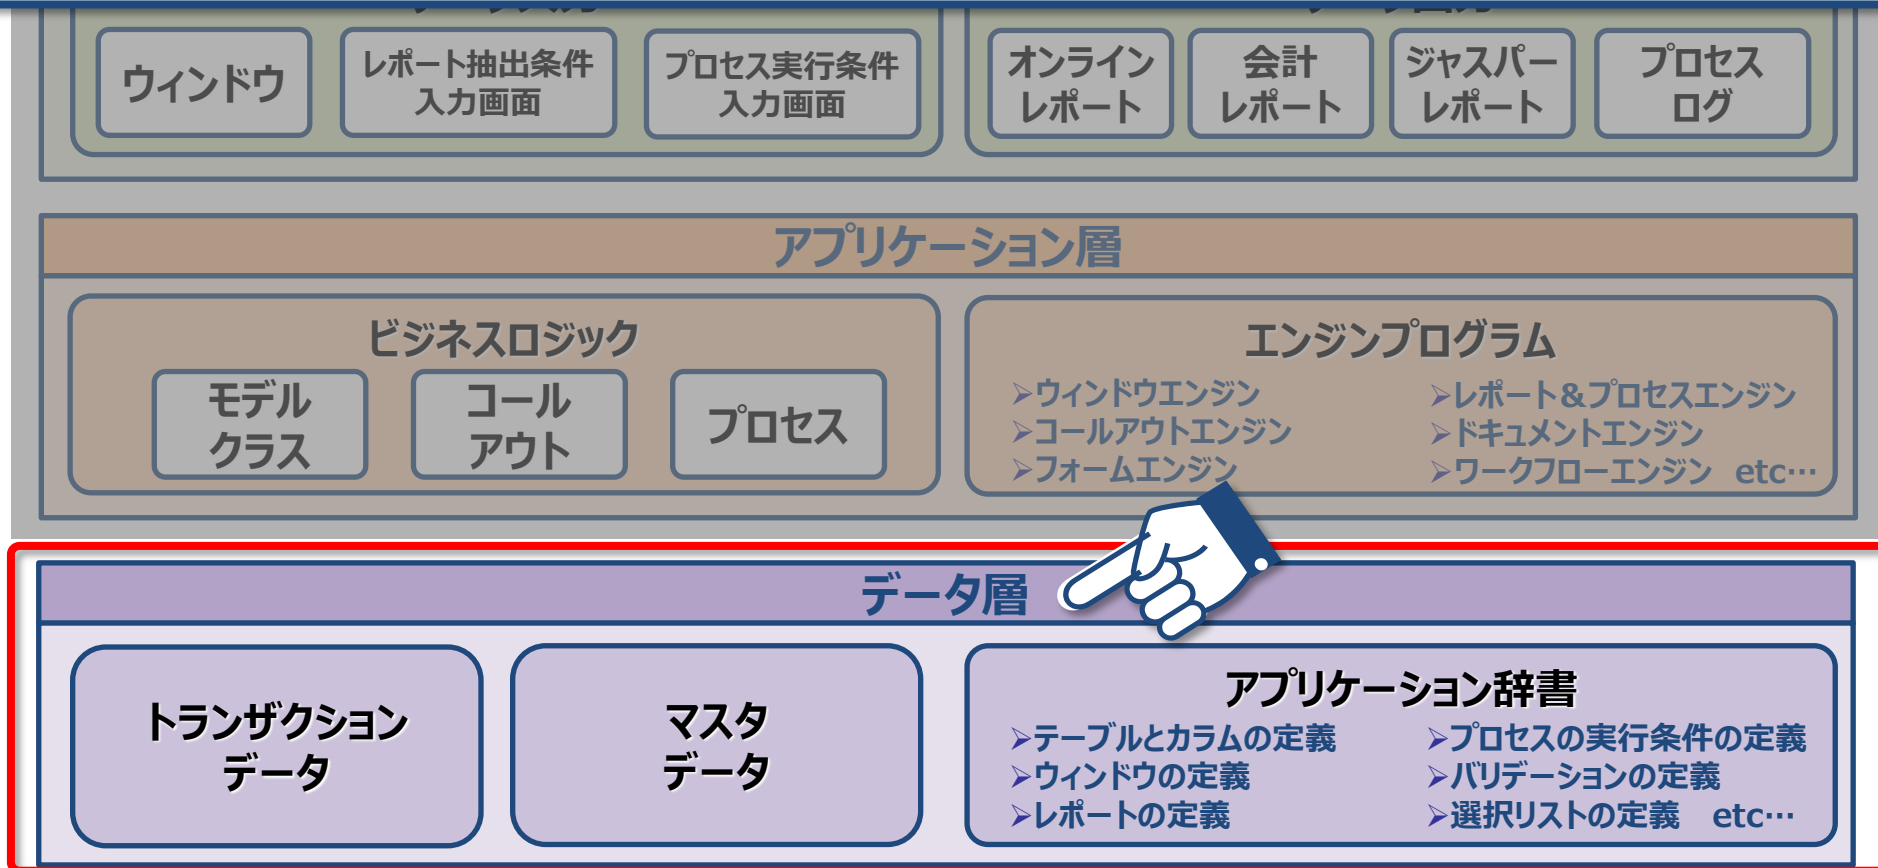 ウィンドウ
レポート抽出条件
入力画面
プロセス実行条件
入力画面
オンライン
レポート
会計
レポート
ジャスパー
レポート
プロセス
ログ
アプリケーション層
ビジネスロジック
モデル
クラス
コール
アウト
プロセス
エンジンプログラム
➢ウィンドウエンジン
➢コールアウトエンジン
➢フォームエンジン
➢レポート&プロセスエンジン
➢ドキュメントエンジン
➢ワークフローエンジン etc…
データ層
トランザクション
データ
マスタ
データ
アプリケーション辞書
➢テーブルとカラムの定義
➢ウィンドウの定義
➢レポートの定義
➢プロセスの実行条件の定義
➢バリデーションの定義
➢選択リストの定義 etc…